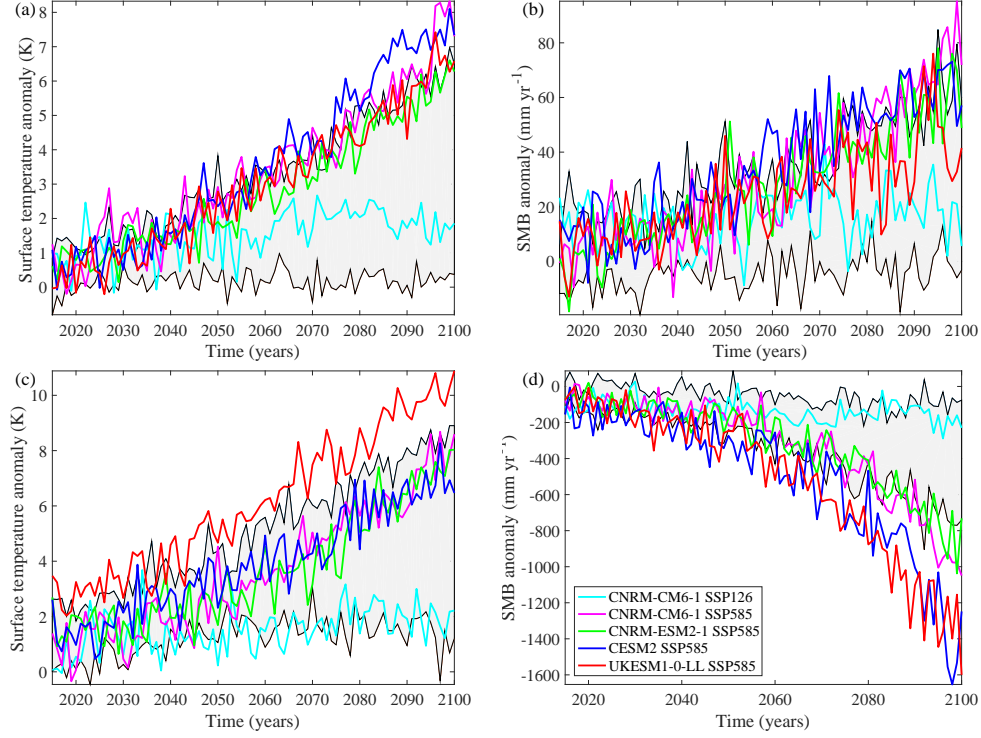 (a)
Surface temperature anomaly (K)
8
7
6
5
4
3
2
1
0
2020 2030 2040 2050 2060 2070 2080 2090 2100
Time (years)
(b)
SMB anomaly (mm yr-1)
80
60
40
20
0
2020 2030 2040 2050 2060 2070 2080 2090 2100
Time (years)
(c)
Surface temperature anomaly (K)
10
8
6
4
2
0
2020 2030 2040 2050 2060 2070 2080 2090 2100
Time (years)
(d)
SMB anomaly (mm yr-1)
0
-200
-400
-600
-800
-1000
-1200
-1400
-1600
CNRM-CM6-1 SSP126
CNRM-CM6-1 SSP585
CNRM-ESM2-1 SSP585
CESM2 SSP585
UKESM1-0-LL SSP585
2020 2040 2060 2080 2100
Time (years)